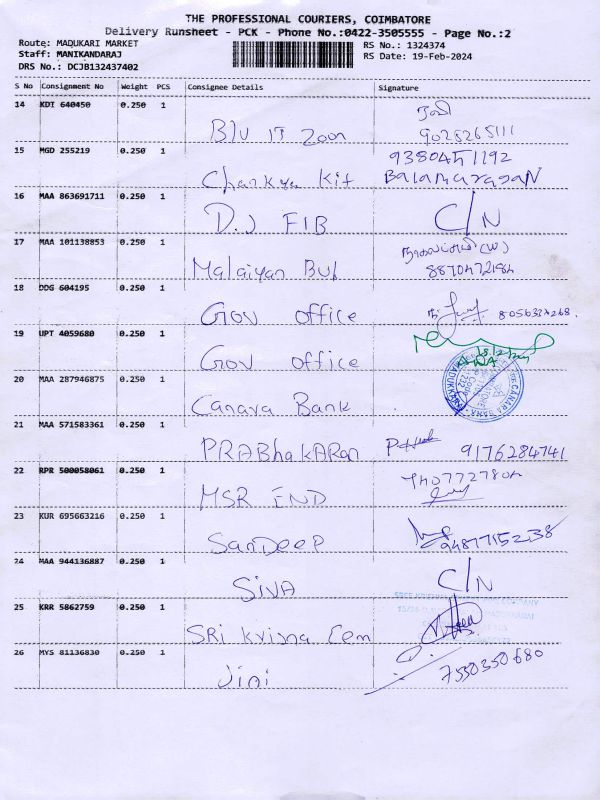 THE PROFESSIONAL COURIERS, COIMBATORE
Delivery Runsheet - PCK - Phone No.:0422-3505555 - Page No.:2
Route: MADUKARI MARKET
Staff: MANIKANDARAJ
DRS No.: DCJB132437402
RS No.: 1324374
RS Date: 19-Feb-2024
S No Consignment No Weight PCS Consignee Details Signature
14 KDI 640450 0.250 1
Blu IT Zoon 9025265111
15 MGD 255219 0.250 1 9380451192
Chankya Kit Balamurugan
16 MAA 863691711 0.250 1
D.J FIB C/N
17 MAA 101138853 0.250 1
Malaiyan Bul
18 DDG 604195 0.250 1
Gov office
19 UPT 4059680 0.250 1
Gov office
20 MAA 287946875 0.250 1
Canara Bank
21 MAA 571583361 0.250 1
PRABhakARan 9176284741
22 RPR 500058061 0.250 1
MSR END
23 KUR 695663216 0.250 1
SanDeep
24 MAA 944136887 0.250 1
SiVA C/N
25 KRR 5862759 0.250 1
SRi Krisna Cem
26 MYS 81136830 0.250 1
Jini 7550350680